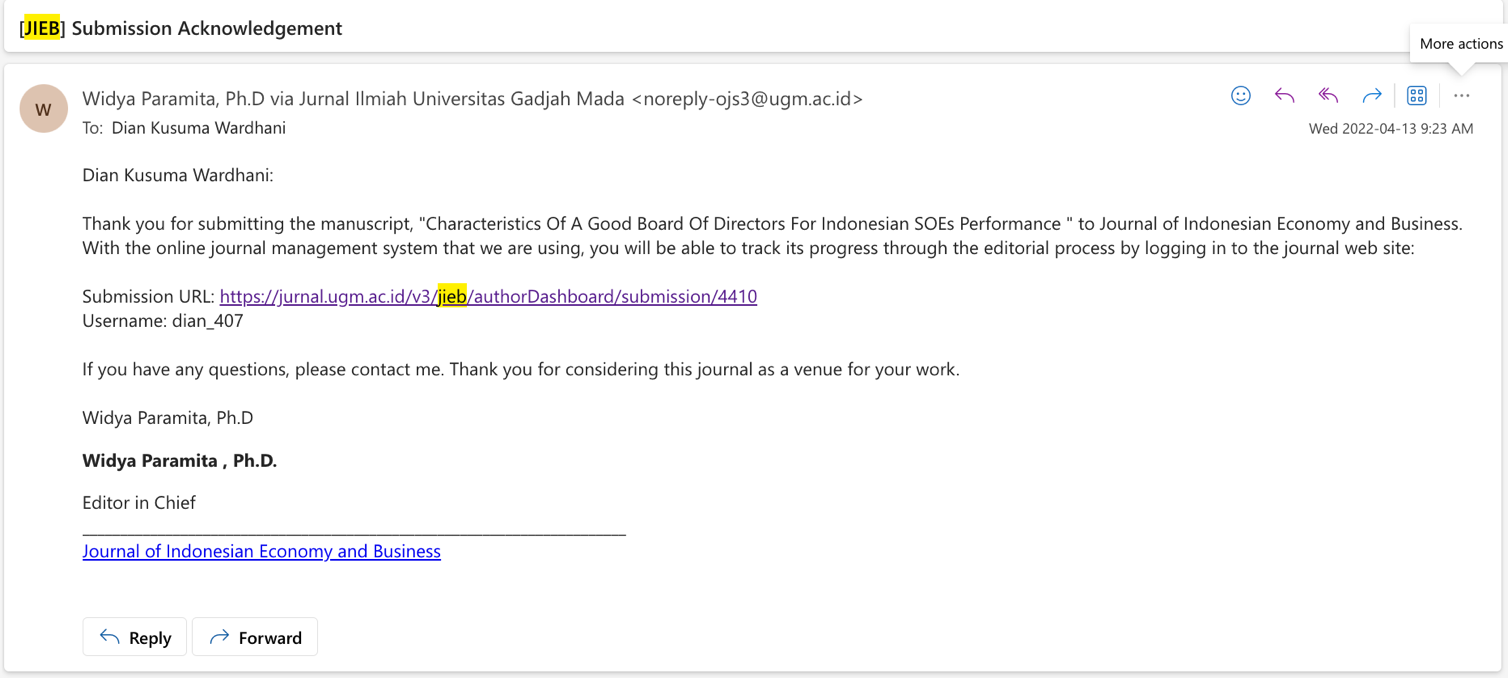 [JIEB] Submission Acknowledgement
More actions
W
Widya Paramita, Ph.D via Jurnal Ilmiah Universitas Gadjah Mada <noreply-ojs3@ugm.ac.id>
To: Dian Kusuma Wardhani
Wed 2022-04-13 9:23 AM
Dian Kusuma Wardhani:
Thank you for submitting the manuscript, "Characteristics Of A Good Board Of Directors For Indonesian SOEs Performance " to Journal of Indonesian Economy and Business.
With the online journal management system that we are using, you will be able to track its progress through the editorial process by logging in to the journal web site:
Submission URL: https://jurnal.ugm.ac.id/v3/jieb/authorDashboard/submission/4410
Username: dian_407
If you have any questions, please contact me. Thank you for considering this journal as a venue for your work.
Widya Paramita, Ph.D
Widya Paramita , Ph.D.
Editor in Chief
Journal of Indonesian Economy and Business
Reply
Forward